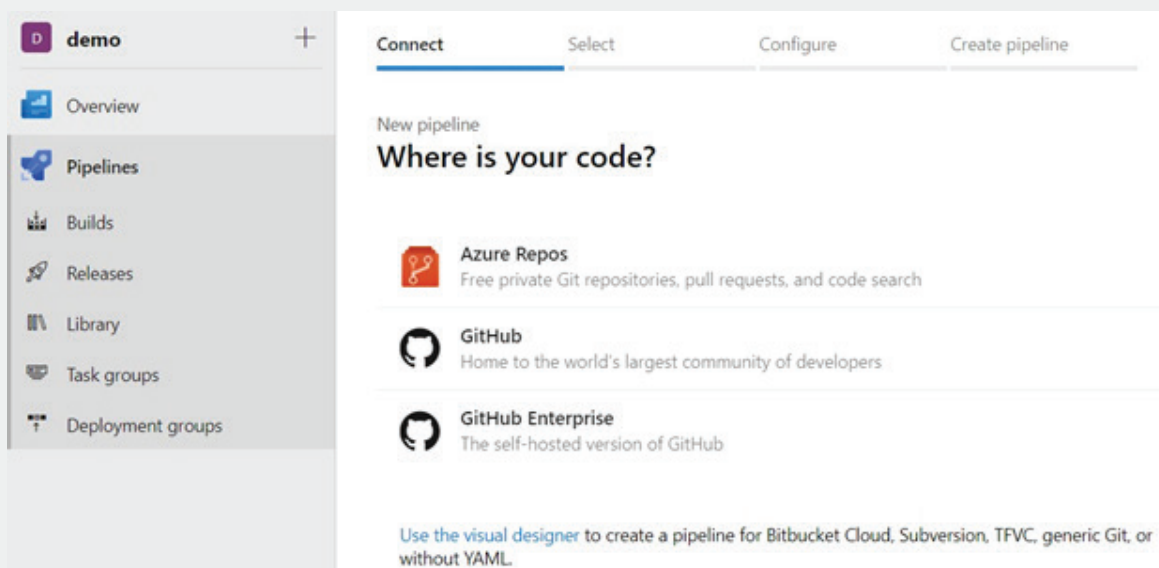 D demo +
Overview
Pipelines
Builds
Releases
Library
Task groups
Deployment groups
Connect Select Configure Create pipeline
New pipeline
Where is your code?
Azure Repos
Free private Git repositories, pull requests, and code search
GitHub
Home to the world's largest community of developers
GitHub Enterprise
The self-hosted version of GitHub
Use the visual designer to create a pipeline for Bitbucket Cloud, Subversion, TFVC, generic Git, or
without YAML.